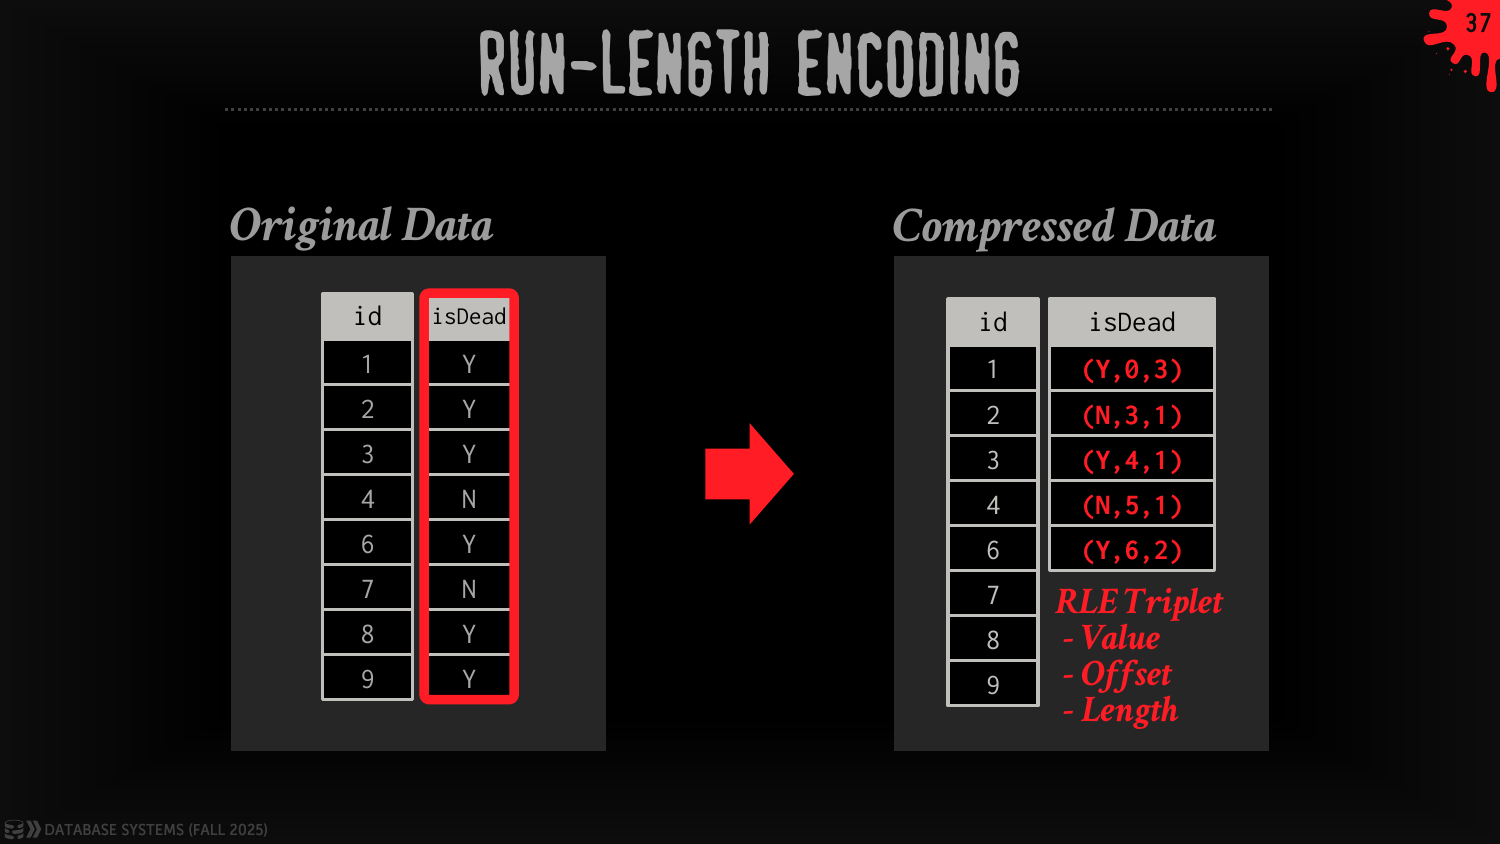 37
RUN-LENGTH ENCODING
Original Data
id isDead
1 Y
2 Y
3 Y
4 N
6 Y
7 N
8 Y
9 Y
Compressed Data
id isDead
1 (Y,0,3)
2 (N,3,1)
3 (Y,4,1)
4 (N,5,1)
6 (Y,6,2)
7
8
9
RLE Triplet
- Value
- Offset
- Length
DATABASE SYSTEMS (FALL 2025)